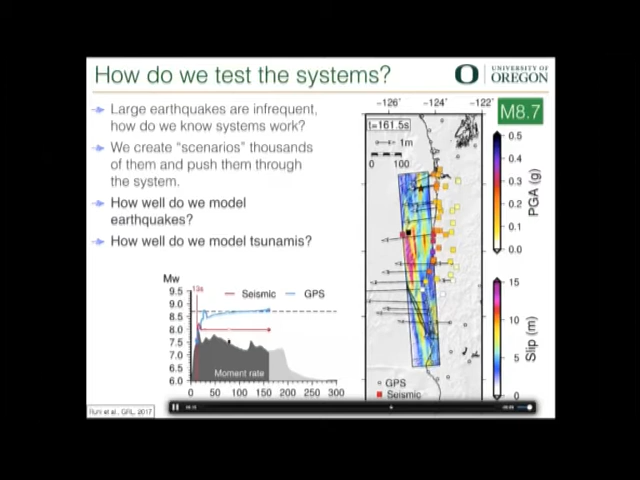 How do we test the systems?
UNIVERSITY OF
OREGON
Large earthquakes are infrequent,
how do we know systems work?
We create “scenarios” thousands
of them and push them through
the system.
How well do we model
earthquakes?
How well do we model tsunamis?
Mw
13s
Seismic
GPS
9.5
9.0
8.5
8.0
7.5
7.0
6.5
6.0
Moment rate
0 50 100 150 200 250 300
−126° −124° −122°
t=161.5s
1m
0 100
GPS
Seismic
M8.7
0.5
0.4
0.3
0.2
0.1
0.0
PGA (g)
15
10
5
0
Slip (m)
et al., GRL, 2017